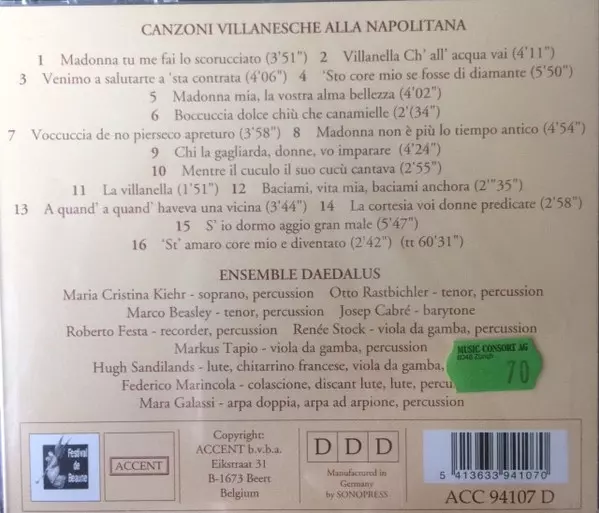 CANZONI VILLANESCHE ALLA NAPOLITANA
1 Madonna tu me fai lo scorucciato (3'51") 2 Villanella Ch' all' acqua vai (4'11")
3 Venimo a salutarte a 'sta contrata (4'06") 4 'Sto core mio se fosse di diamante (5'50")
5 Madonna mia, la vostra alma bellezza (4'02")
6 Boccuccia dolce chiù che canamielle (2'(34")
7 Voccuccia de no pierseco apreturo (3'58") 8 Madonna non è più lo tiempo antico (4'54")
9 Chi la gagliarda, donne, vo imparare (4'24")
10 Mentre il cuculo il suo cucù cantava (2'55")
11 La villanella (1'51") 12 Baciami, vita mia, baciami anchora (2'"35")
13 A quand' a quand' haveva una vicina (3'44") 14 La cortesia voi donne predicate (2'58")
15 S' io dormo aggio gran male (5'47")
16 'St' amaro core mio e diventato (2'42") (tt 60'31")
ENSEMBLE DAEDALUS
Maria Cristina Kiehr - soprano, percussion Otto Rastbichler - tenor, percussion
Marco Beasley - tenor, percussion Josep Cabré - barytone
Roberto Festa - recorder, percussion Renée Stock - viola da gamba, percussion
Markus Tapio - viola da gamba, percussion
Hugh Sandilands - lute, chitarrino francese, viola da gamba,
Federico Marincola - colascione, discant lute, lute, percu
Mara Galassi - arpa doppia, arpa ad arpione, percussion
MUSIC CONSORT AG
8048 Zürich
70
Festival
de
Beaune
ACCENT
Copyright:
ACCENT b.v.b.a.
Eikstraat 31
B-1673 Beert
Belgium
DDD
Manufactured in
Germany
by SONOPRESS
5 413633 941070
ACC 94107 D